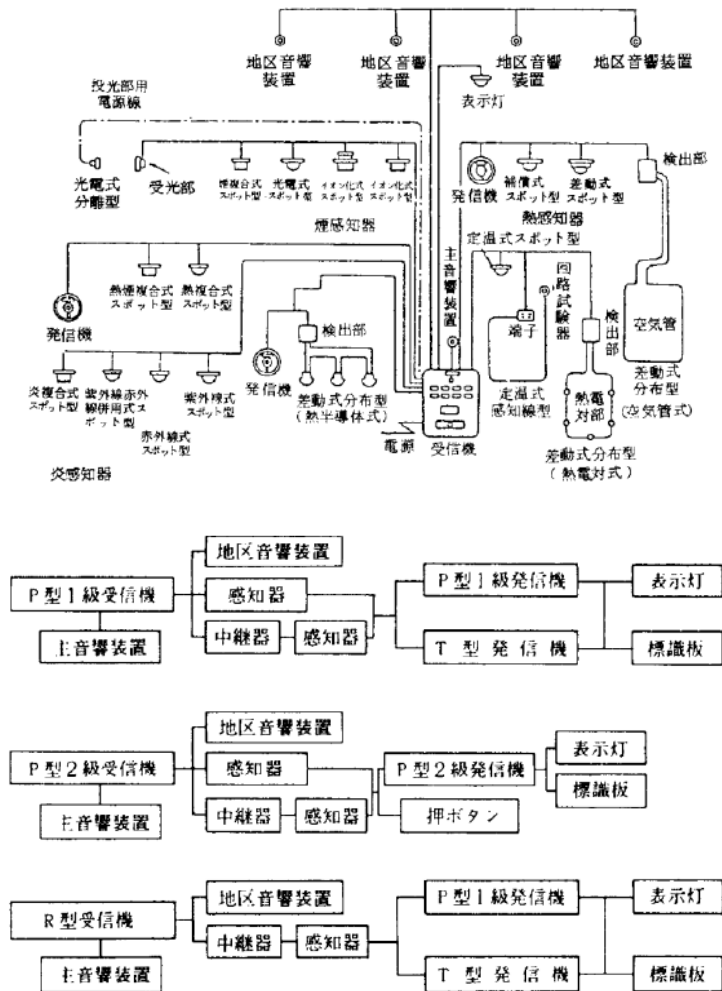 地区音響
装置
地区音響
装置
地区音響
装置
地区音響装置
表示灯
投光部用
電源線
光電式
分離型
受光部
煙複合式
スポット型
光電式
スポット型
イオン化式
スポット型
イオン化式
スポット型
煙感知器
発信機
補償式
スポット型
差動式
スポット型
熱感知器
検出部
定温式スポット型
主音響装置
回路試験器
端子
検出部
空気管
差動式
分布型
(空気管式)
熱煙複合式
スポット型
熱複合式
スポット型
発信機
発信機
検出部
差動式分布型
(熱半導体式)
定温式
感知線型
熱電
対部
差動式分布型
(熱電対式)
炎複合式
スポット型
紫外線赤外
線併用式ス
ポット型
赤外線式
スポット型
紫外線式
スポット型
炎感知器
電源
受信機
P型1級受信機
主音響装置
地区音響装置
感知器
中継器
感知器
P型1級発信機
T型発信機
表示灯
標識板
P型2級受信機
主音響装置
地区音響装置
感知器
中継器
感知器
P型2級発信機
押ボタン
表示灯
標識板
R型受信機
主音響装置
地区音響装置
中継器
感知器
P型1級発信機
T型発信機
表示灯
標識板